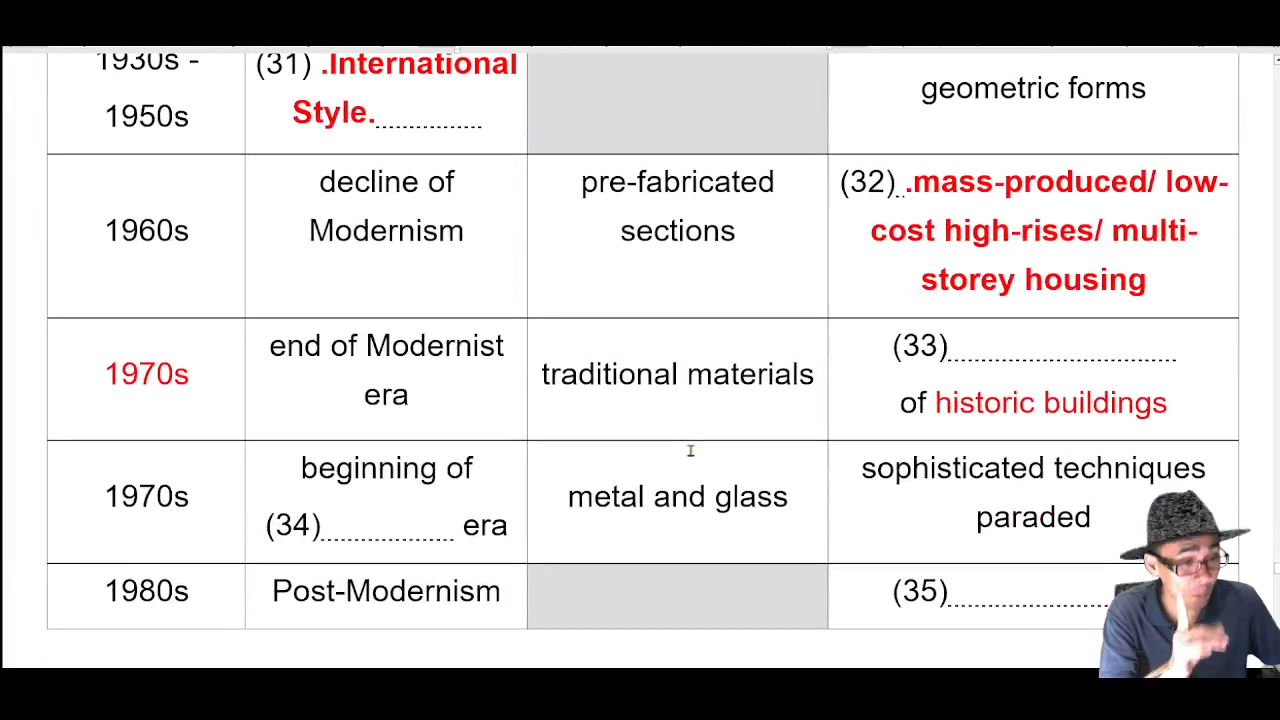 1930s -
1950s
(31) .International
Style.
geometric forms
1960s
decline of
Modernism
pre-fabricated
sections
(32) .mass-produced/ low-
cost high-rises/ multi-
storey housing
1970s
end of Modernist
era
traditional materials
(33)
of historic buildings
1970s
beginning of
(34) era
metal and glass
sophisticated techniques
paraded
1980s
Post-Modernism
(35)